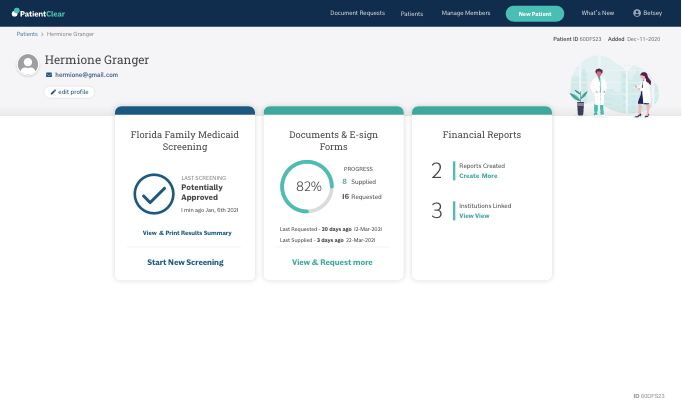 PatientClear
Document Requests
Patients
Manage Members
New Patient
What's New
Betsey
Patients > Hermione Granger
Patient ID 60DFS23 Added Dec-11-2020
Hermione Granger
hermione@gmail.com
edit profile
Florida Family Medicaid
Screening
LAST SCREENING
Potentially
Approved
1 min ago Jan, 6th 2021
View & Print Results Summary
Start New Screening
Documents & E-sign
Forms
82%
PROGRESS
8 Supplied
16 Requested
Last Requested - 20 days ago 12-Mar-2021
Last Supplied - 3 days ago 22-Mar-2021
View & Request more
Financial Reports
2
Reports Created
Create More
3
Institutions Linked
View View
ID 60DFS23